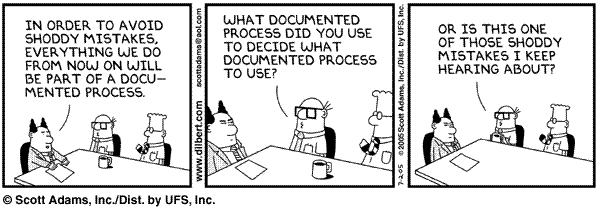 IN ORDER TO AVOID
SHODDY MISTAKES,
EVERYTHING WE DO
FROM NOW ON WILL
BE PART OF A DOCU-
MENTED PROCESS.
www.dilbert.com
scottadams@aol.com
WHAT DOCUMENTED
PROCESS DID YOU USE
TO DECIDE WHAT
DOCUMENTED PROCESS
TO USE?
7-2-05
©2005 Scott Adams, Inc./Dist. by UFS, Inc.
OR IS THIS ONE
OF THOSE SHODDY
MISTAKES I KEEP
HEARING ABOUT?
© Scott Adams, Inc./Dist. by UFS, Inc.